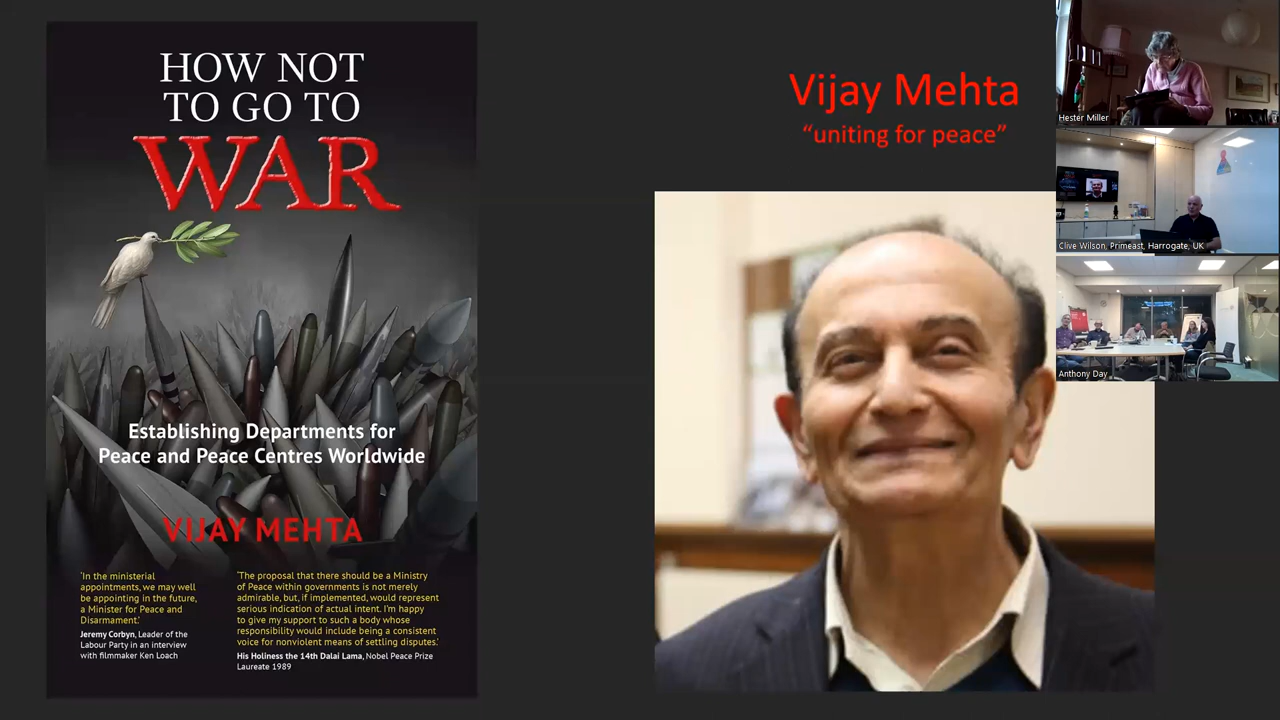 HOW NOT
TO GO TO
WAR
Establishing Departments for
Peace and Peace Centres Worldwide
VIJAY MEHTA
'In the ministerial
appointments, we may well
be appointing in the future,
a Minister for Peace and
Disarmament.'
Jeremy Corbyn, Leader of the
Labour Party in an interview
with filmmaker Ken Loach
'The proposal that there should be a Ministry
of Peace within governments is not merely
admirable, but, if implemented, would represent
serious indication of actual intent. I'm happy
to give my support to such a body whose
responsibility would include being a consistent
voice for nonviolent means of settling disputes.'
His Holiness the 14th Dalai Lama, Nobel Peace Prize
Laureate 1989
Vijay Mehta
“uniting for peace”
Hester Miller
Clive Wilson, Primeast, Harrogate, UK
Anthony Day